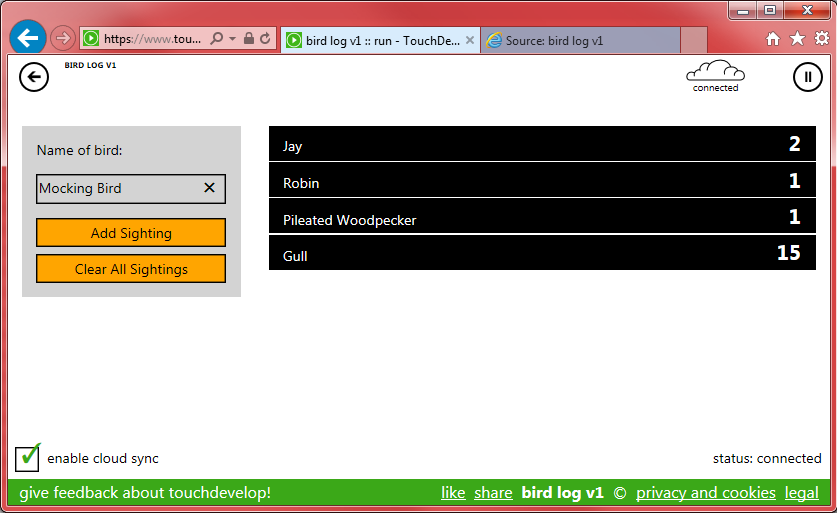 https://www.tou...
bird log v1 :: run - TouchDe...
Source: bird log v1
BIRD LOG V1
connected
Name of bird:
Mocking Bird
Add Sighting
Clear All Sightings
Jay 2
Robin 1
Pileated Woodpecker 1
Gull 15
enable cloud sync
status: connected
give feedback about touchdevelop!
like share bird log v1 © privacy and cookies legal